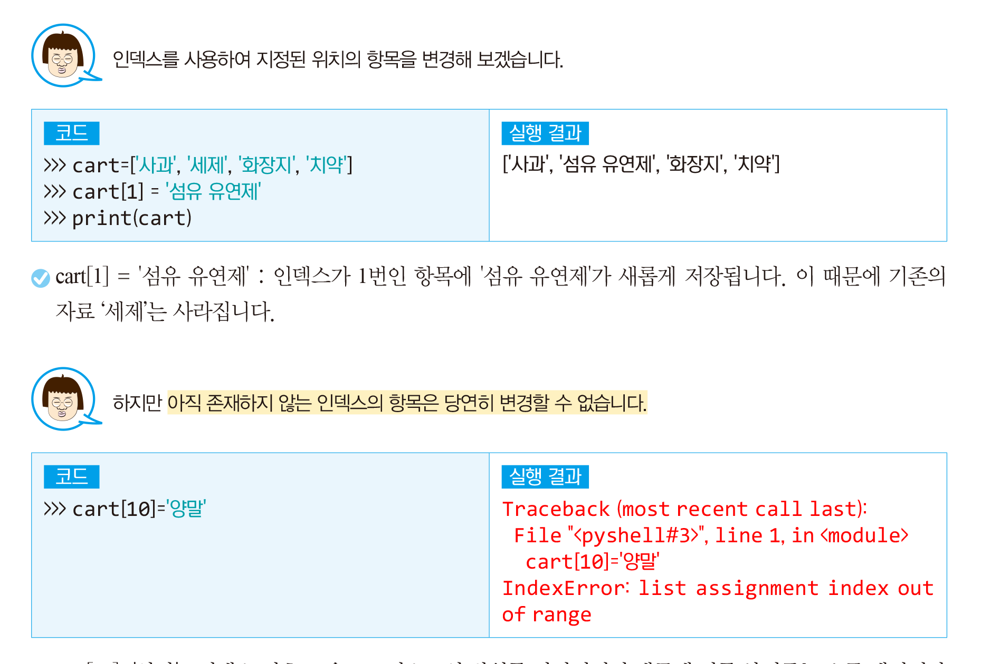 인덱스를 사용하여 지정된 위치의 항목을 변경해 보겠습니다.
코드
>>> cart=['사과', '세제', '화장지', '치약']
>>> cart[1] = '섬유 유연제'
>>> print(cart)
실행 결과
['사과', '섬유 유연제', '화장지', '치약']
cart[1] = '섬유 유연제' : 인덱스가 1번인 항목에 '섬유 유연제'가 새롭게 저장됩니다. 이 때문에 기존의
자료 ‘세제’는 사라집니다.
하지만 아직 존재하지 않는 인덱스의 항목은 당연히 변경할 수 없습니다.
코드
>>> cart[10]='양말'
실행 결과
Traceback (most recent call last):
File "<pyshell#3>", line 1, in <module>
cart[10]='양말'
IndexError: list assignment index out
of range